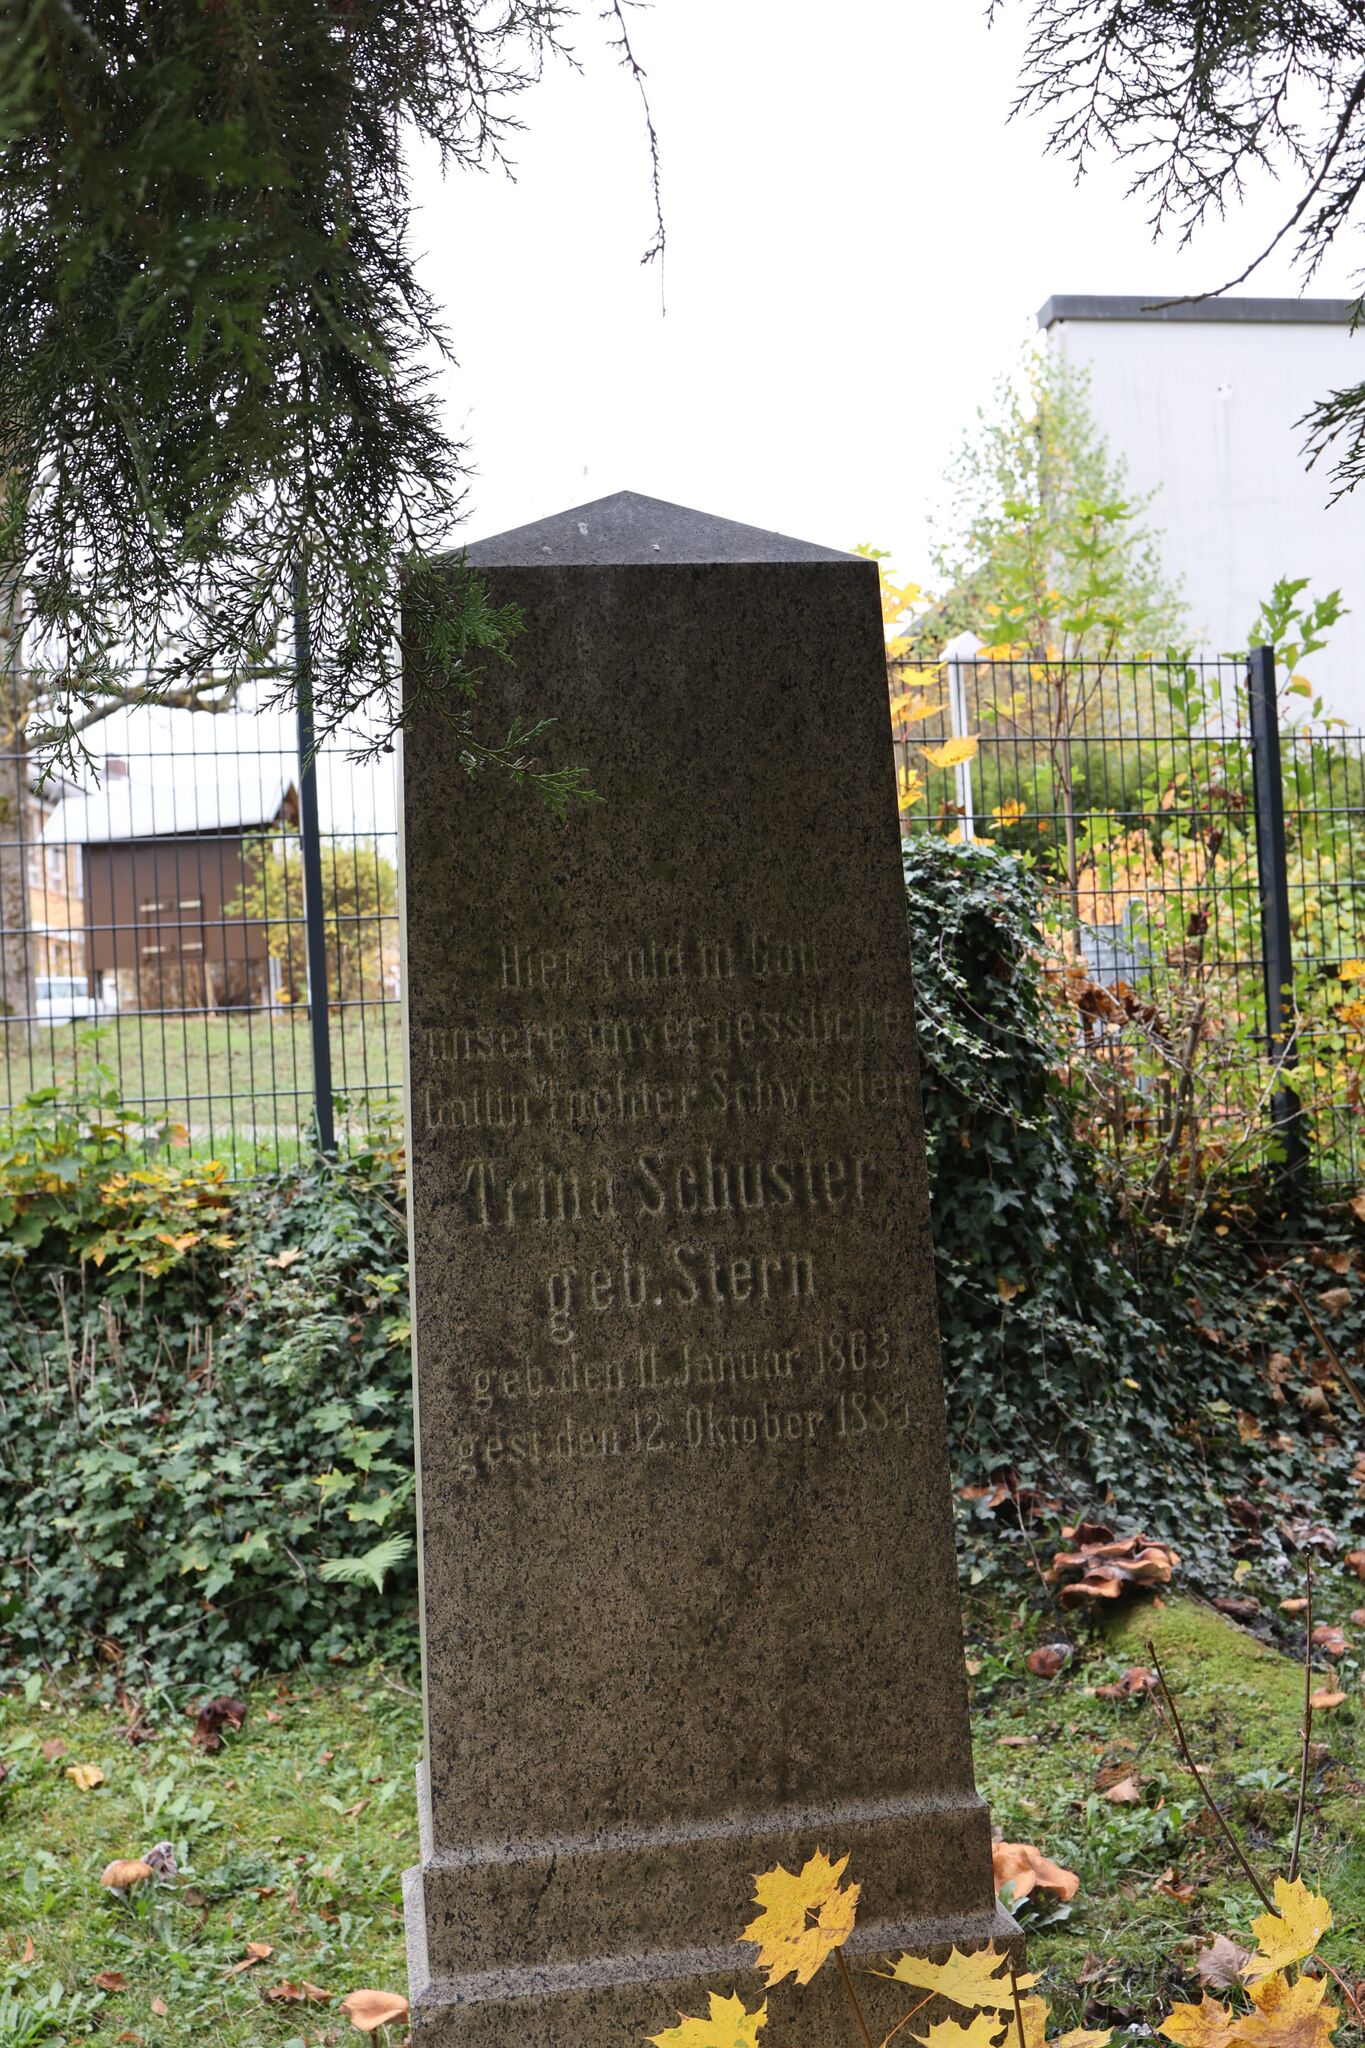 Hier ruht in Gott
unsere unvergessliche
Gattin Tochter Schwester
Trina Schuster
geb. Stern
geb. den 11. Januar 1863
gest. den 12. Oktober 1885.